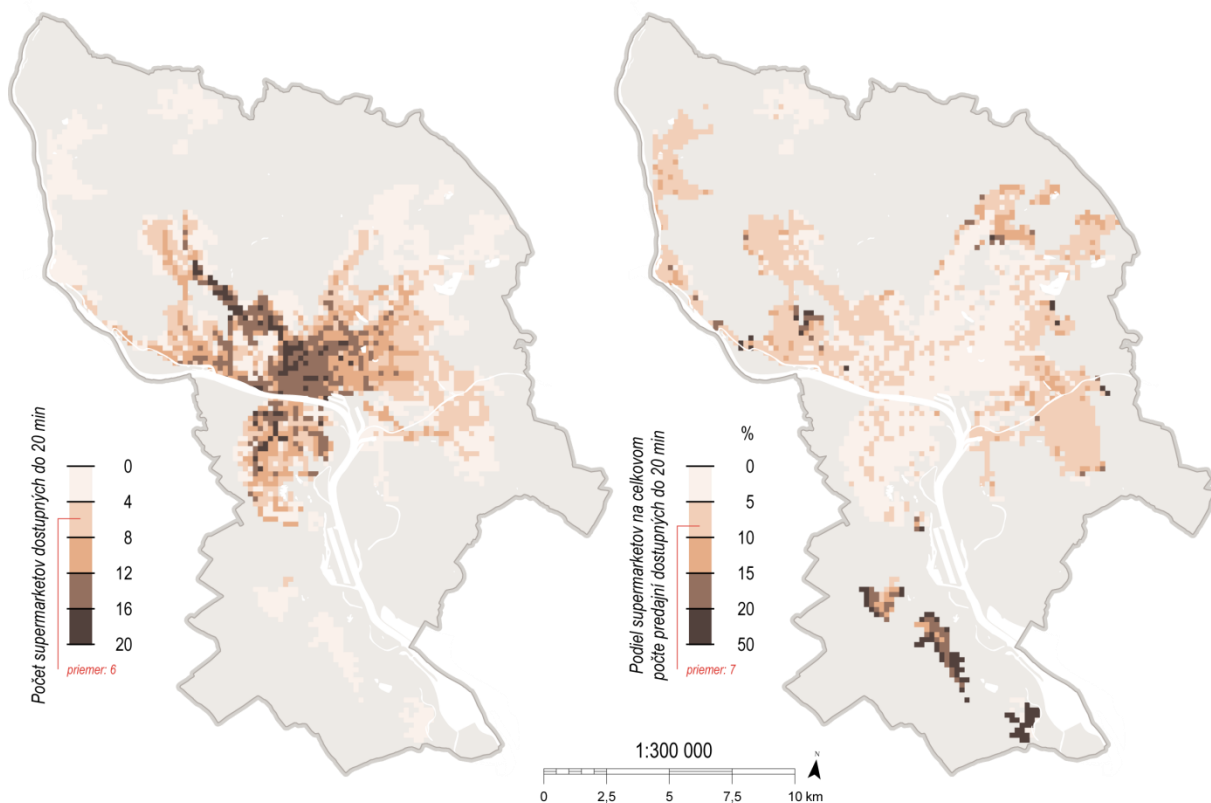 Počet supermarketov dostupných do 20 min
0
4
8
12
16
20
priemer: 6
Podiel supermarketov na celkovom
počte predajní dostupných do 20 min
%
0
5
10
15
20
50
priemer: 7
1:300 000
N
0 2,5 5 7,5 10 km